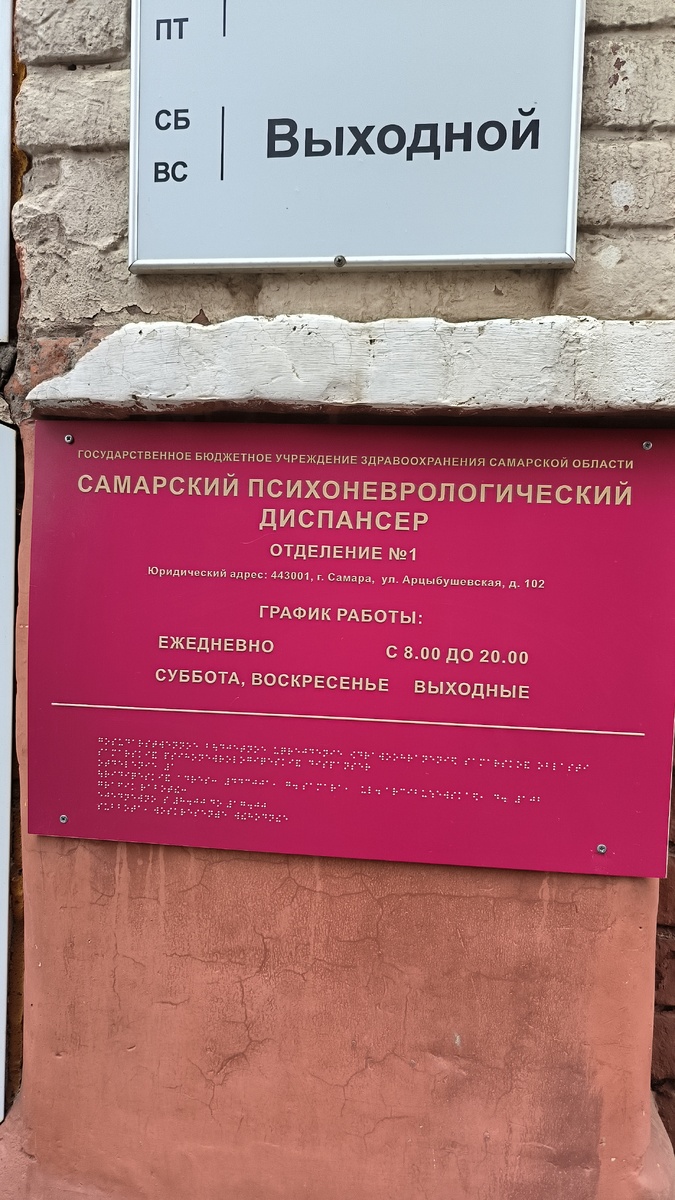 ПТ
СБ
ВС
Выходной
ГОСУДАРСТВЕННОЕ БЮДЖЕТНОЕ УЧРЕЖДЕНИЕ ЗДРАВООХРАНЕНИЯ САМАРСКОЙ ОБЛАСТИ
САМАРСКИЙ ПСИХОНЕВРОЛОГИЧЕСКИЙ
ДИСПАНСЕР
ОТДЕЛЕНИЕ №1
Юридический адрес: 443001, г. Самара, ул. Арцыбушевская, д. 102
ГРАФИК РАБОТЫ:
ЕЖЕДНЕВНО С 8.00 ДО 20.00
СУББОТА, ВОСКРЕСЕНЬЕ ВЫХОДНЫЕ